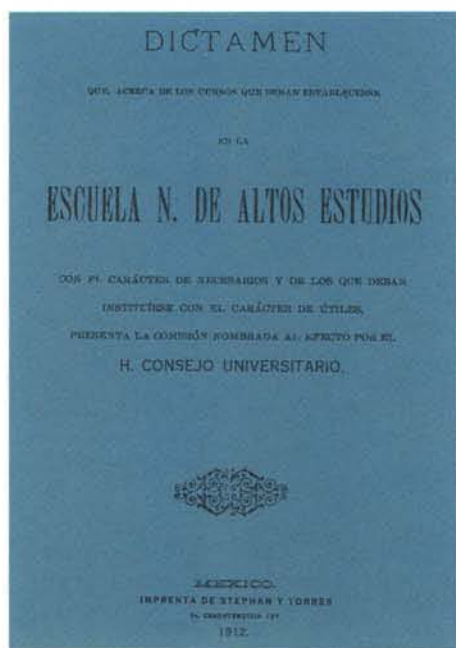 DICTAMEN
QUE, ACERCA DE LOS CURSOS QUE DEBAN ESTABLECERSE
EN LA
ESCUELA N. DE ALTOS ESTUDIOS
CON EL CARÁCTER DE NECESARIOS Y DE LOS QUE DEBAN
INSTITUÍRSE CON EL CARÁCTER DE ÚTILES,
PRESENTA LA COMISIÓN NOMBRADA AL EFECTO POR EL
H. CONSEJO UNIVERSITARIO.
MEXICO.
IMPRENTA DE STEPHAN Y TORRES
1912.